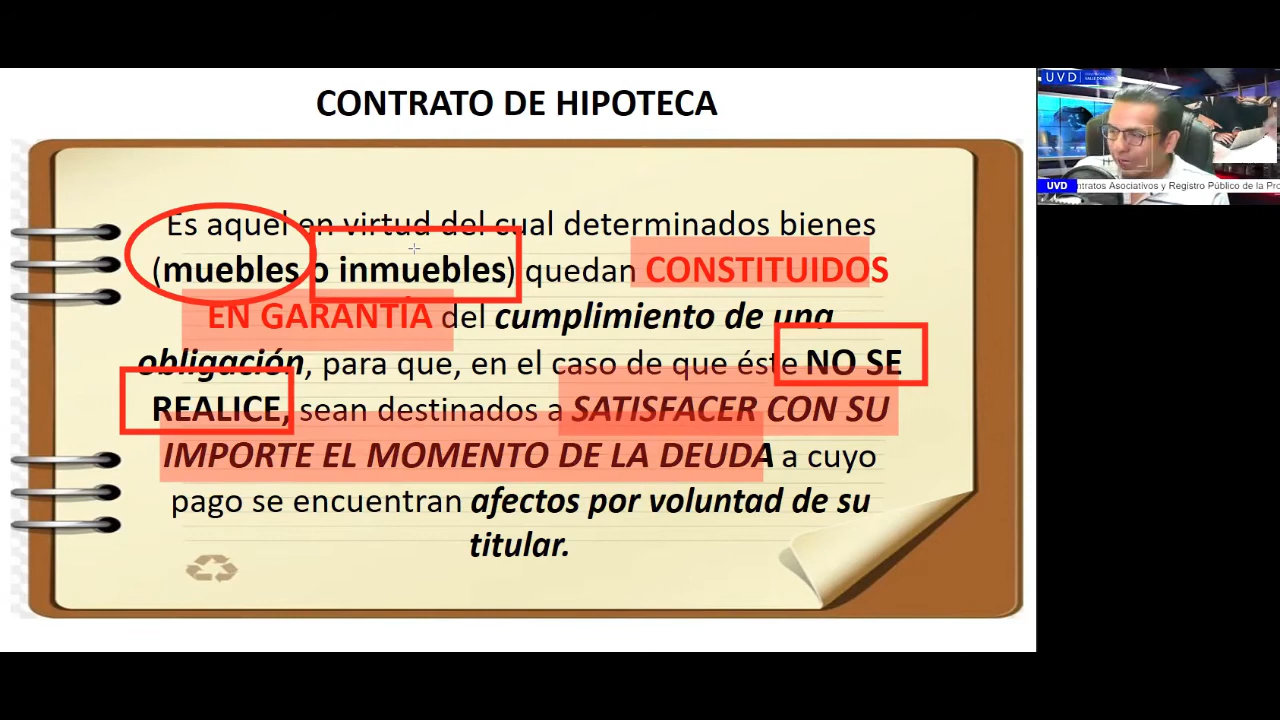 CONTRATO DE HIPOTECA
Es aquel en virtud del cual determinados bienes
(muebles o inmuebles) quedan CONSTITUIDOS
EN GARANTÍA del cumplimiento de una
obligación, para que, en el caso de que éste NO SE
REALICE, sean destinados a SATISFACER CON SU
IMPORTE EL MOMENTO DE LA DEUDA a cuyo
pago se encuentran afectos por voluntad de su
titular.
UVD
UVD
ntratos Asociativos y Registro Público de la Pro